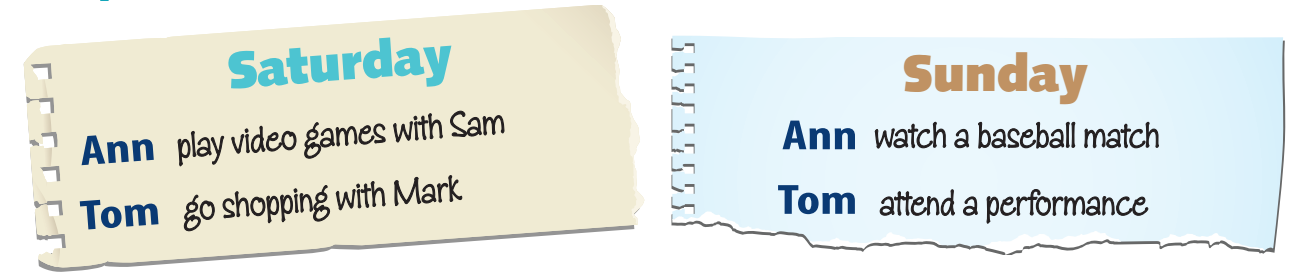 Saturday
Ann play video games with Sam
Tom go shopping with Mark
Sunday
Ann watch a baseball match
Tom attend a performance